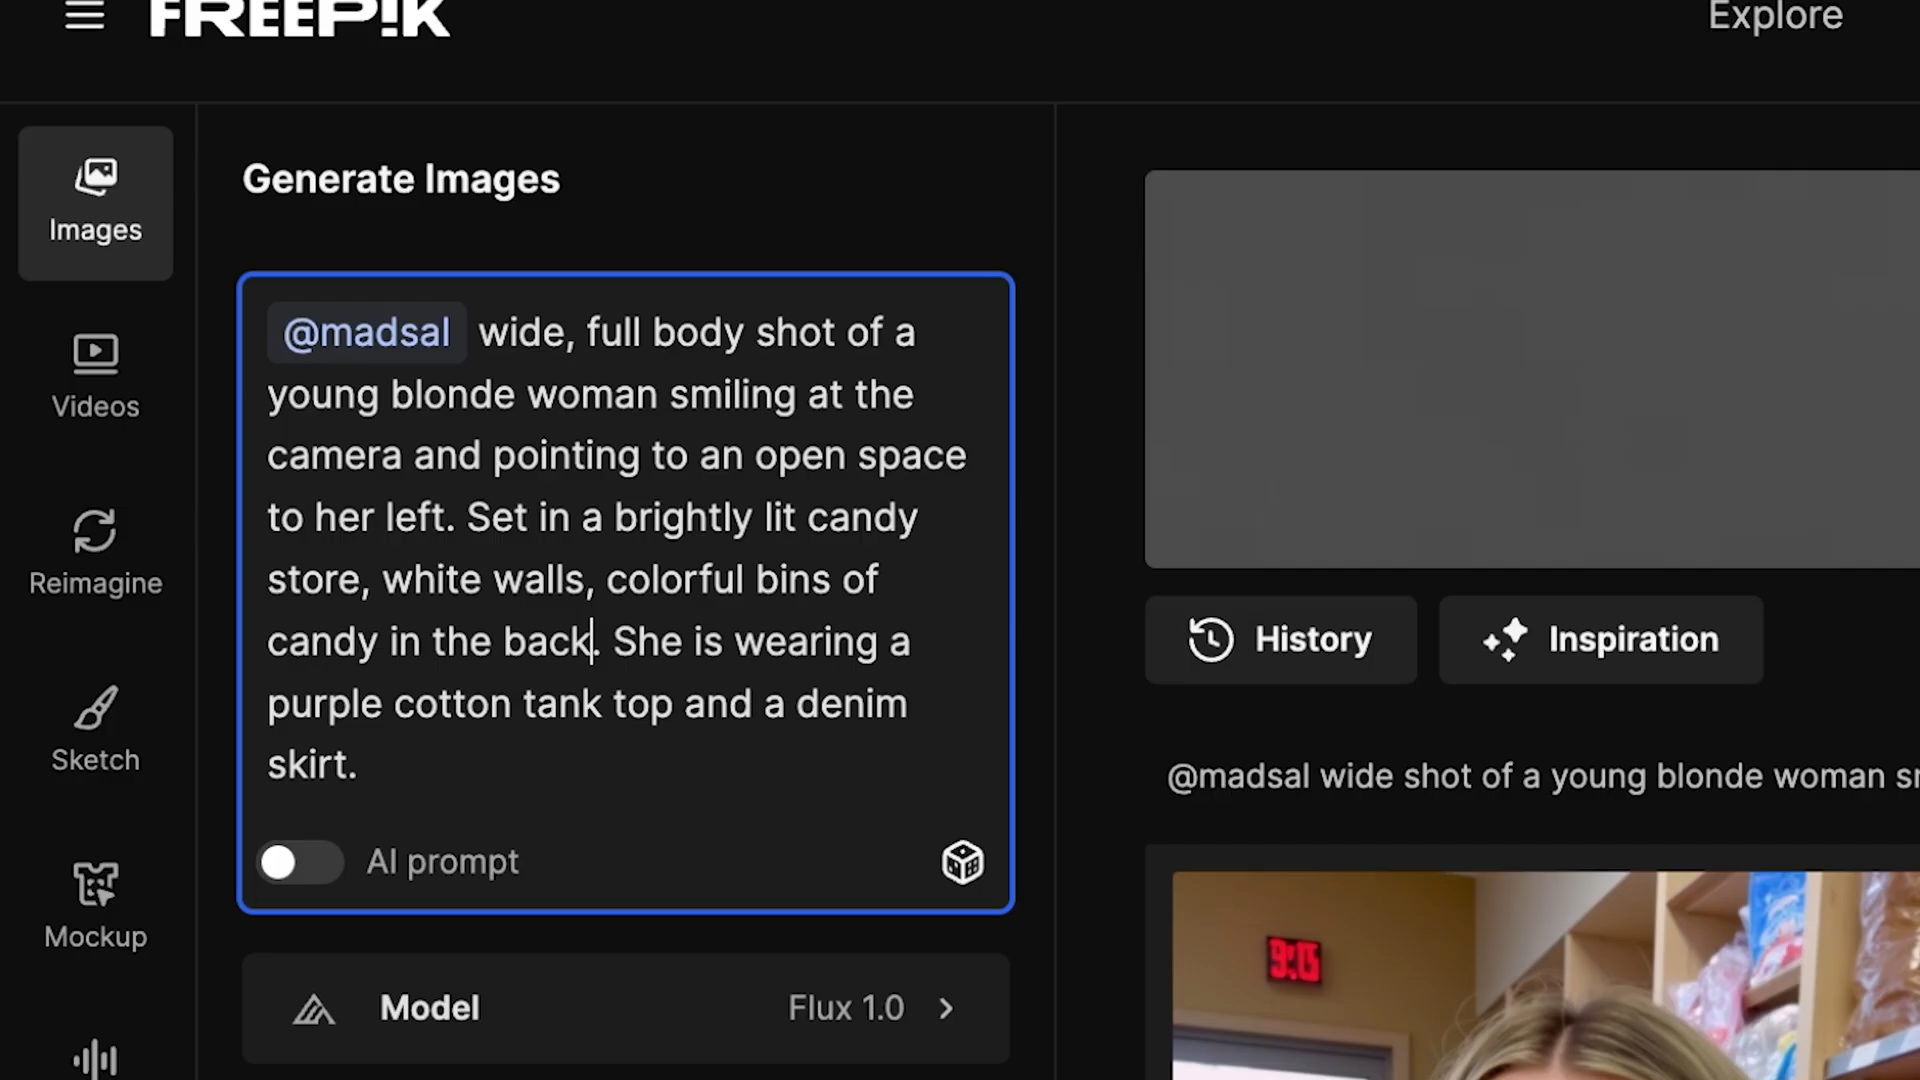 FREEP!K
Explore
Images
Videos
Reimagine
Sketch
Mockup
Generate Images
@madsal wide, full body shot of a
young blonde woman smiling at the
camera and pointing to an open space
to her left. Set in a brightly lit candy
store, white walls, colorful bins of
candy in the back. She is wearing a
purple cotton tank top and a denim
skirt.
AI prompt
Model Flux 1.0
History
Inspiration
@madsal wide shot of a young blonde woman